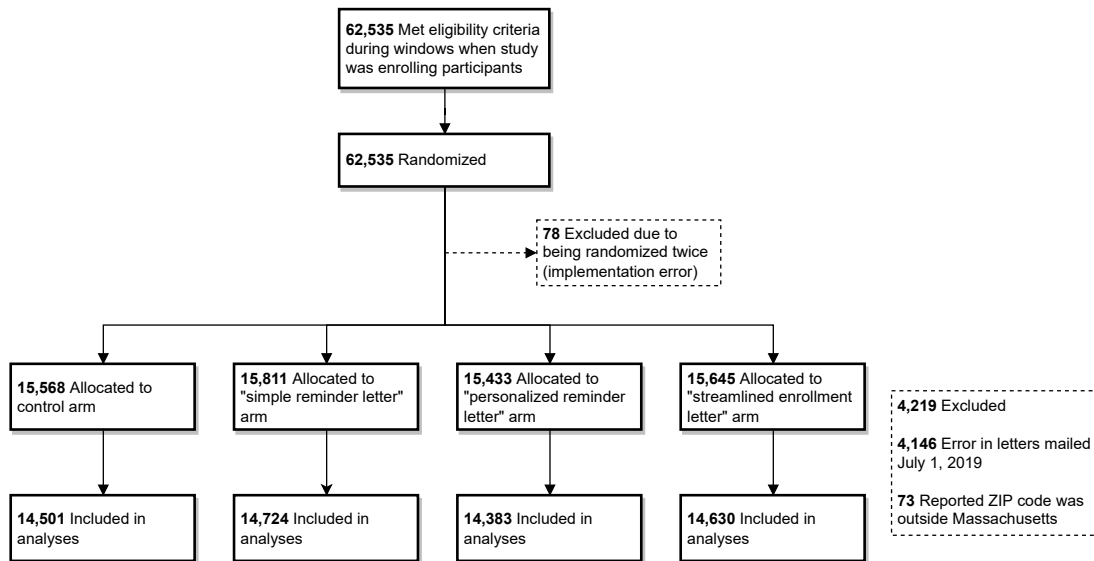 62,535 Met eligibility criteria
during windows when study
was enrolling participants
62,535 Randomized
78 Excluded due to
being randomized twice
(implementation error)
15,568 Allocated to
control arm
15,811 Allocated to
"simple reminder letter"
arm
15,433 Allocated to
"personalized reminder
letter" arm
15,645 Allocated to
"streamlined enrollment
letter" arm
4,219 Excluded
4,146 Error in letters mailed
July 1, 2019
73 Reported ZIP code was
outside Massachusetts
14,501 Included in
analyses
14,724 Included in
analyses
14,383 Included in
analyses
14,630 Included in
analyses